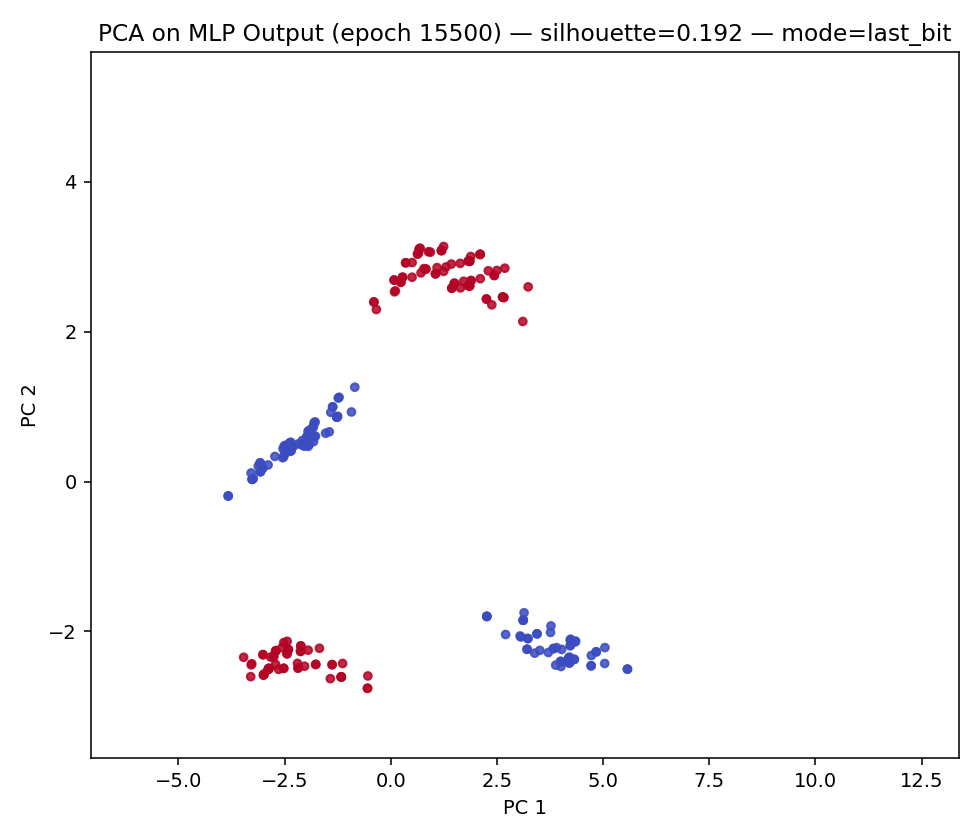 PCA on MLP Output (epoch 15500) — silhouette=0.192 — mode=last_bit
PC 2
4
2
0
−2
−5.0 −2.5 0.0 2.5 5.0 7.5 10.0 12.5
PC 1